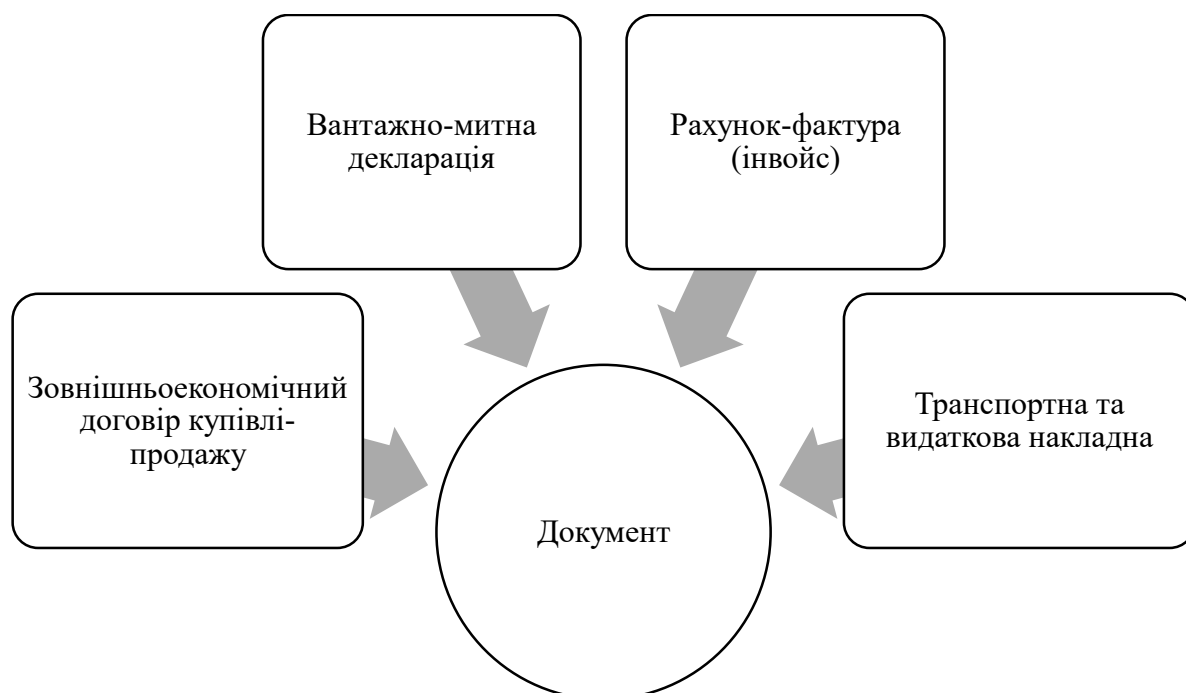 Вантажно-митна
декларація
Рахунок-фактура
(інвойс)
Зовнішньоекономічний
договір купівлі-
продажу
Транспортна та
видаткова накладна
Документ